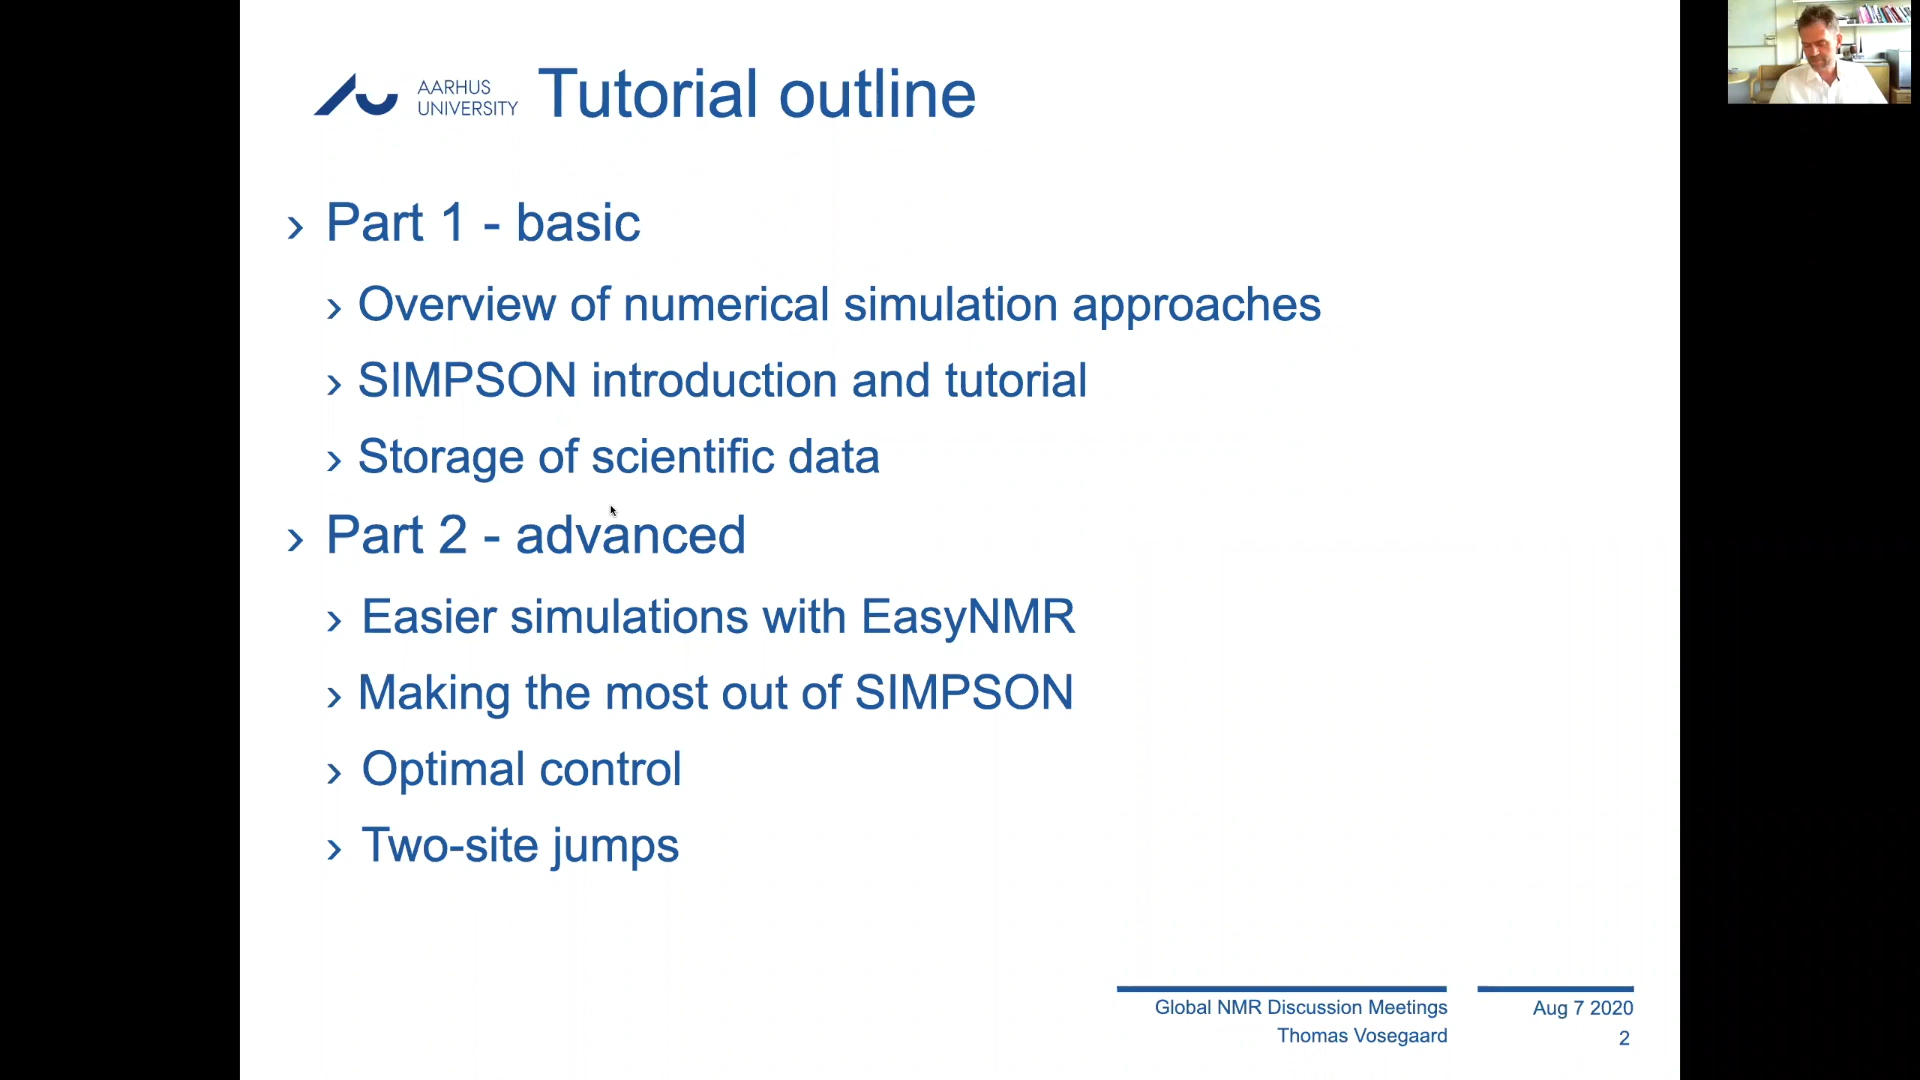 AARHUS
UNIVERSITY
Tutorial outline
› Part 1 - basic
› Overview of numerical simulation approaches
› SIMPSON introduction and tutorial
› Storage of scientific data
› Part 2 - advanced
› Easier simulations with EasyNMR
› Making the most out of SIMPSON
› Optimal control
› Two-site jumps
Global NMR Discussion Meetings
Thomas Vosegaard
Aug 7 2020
2